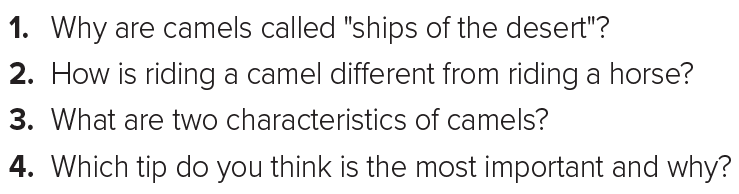 1. Why are camels called "ships of the desert"?
2. How is riding a camel different from riding a horse?
3. What are two characteristics of camels?
4. Which tip do you think is the most important and why?